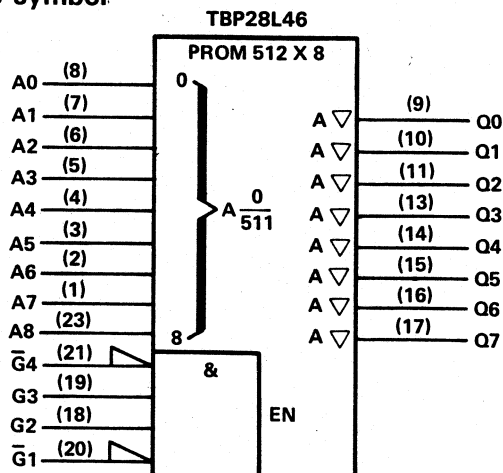 symbol
TBP28L46
PROM 512 X 8
A0 (8) 0 A ▽ (9) Q0
A1 (7) A ▽ (10) Q1
A2 (6) A ▽ (11) Q2
A3 (5) A ▽ (13) Q3
A4 (4) A 0/511 A ▽ (14) Q4
A5 (3) A ▽ (15) Q5
A6 (2) A ▽ (16) Q6
A7 (1) A ▽ (17) Q7
A8 (23) 8
G̅4 (21) &
G3 (19)
G2 (18) EN
G̅1 (20)